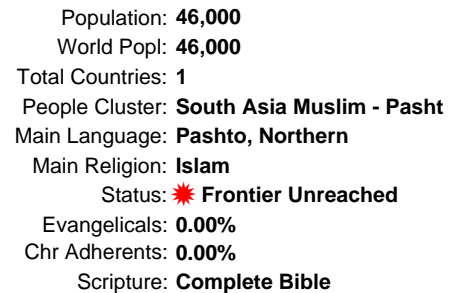 Population: 46,000
World Popl: 46,000
Total Countries: 1
People Cluster: South Asia Muslim - Pasht
Main Language: Pashto, Northern
Main Religion: Islam
Status: Frontier Unreached
Evangelicals: 0.00%
Chr Adherents: 0.00%
Scripture: Complete Bible